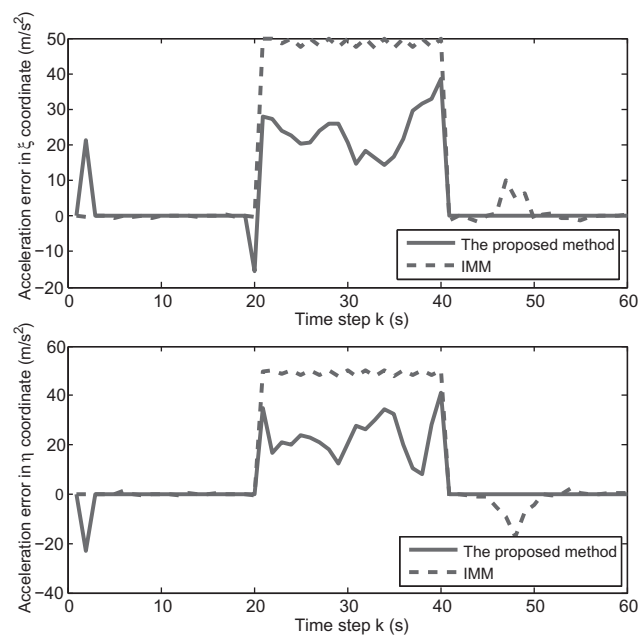 Acceleration error in ξ coordinate (m/s²)
50
40
30
20
10
0
−10
−20
The proposed method
IMM
0 10 20 30 40 50 60
Time step k (s)
Acceleration error in η coordinate (m/s²)
60
40
20
0
−20
−40
The proposed method
IMM
0 10 20 30 40 50 60
Time step k (s)